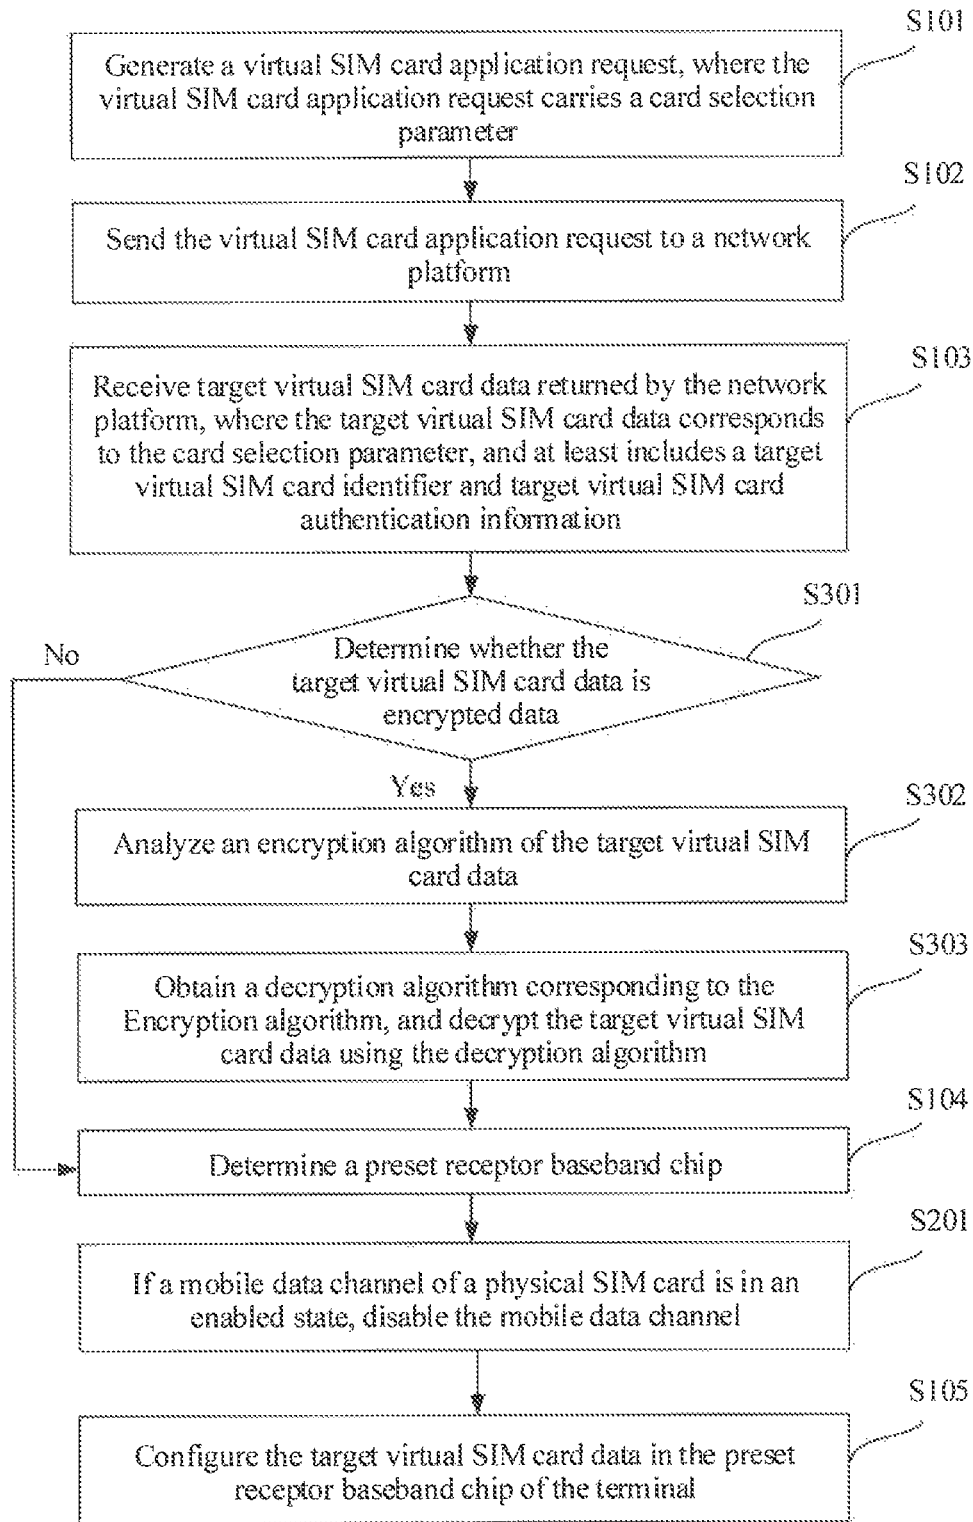 S101
Generate a virtual SIM card application request, where the
virtual SIM card application request carries a card selection
parameter
S102
Send the virtual SIM card application request to a network
platform
S103
Receive target virtual SIM card data returned by the network
platform, where the target virtual SIM card data corresponds
to the card selection parameter, and at least includes a target
virtual SIM card identifier and target virtual SIM card
authentication information
S301
No
Determine whether the
target virtual SIM card data is
encrypted data
Yes
S302
Analyze an encryption algorithm of the target virtual SIM
card data
S303
Obtain a decryption algorithm corresponding to the
Encryption algorithm, and decrypt the target virtual SIM
card data using the decryption algorithm
S104
Determine a preset receptor baseband chip
S201
If a mobile data channel of a physical SIM card is in an
enabled state, disable the mobile data channel
S105
Configure the target virtual SIM card data in the preset
receptor baseband chip of the terminal